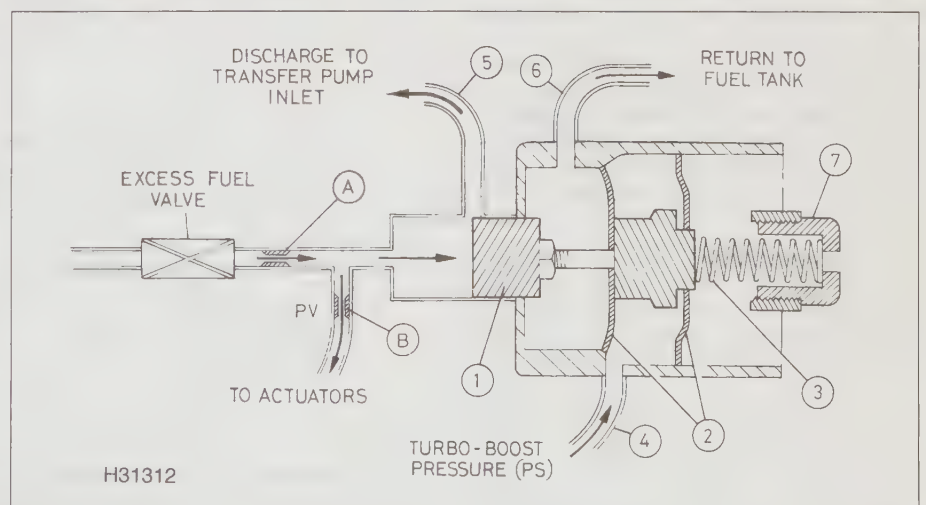 DISCHARGE TO
TRANSFER PUMP
INLET
5
6
RETURN TO
FUEL TANK
EXCESS FUEL
VALVE
A
7
PV
B
1
TO ACTUATORS
2
3
4
TURBO-BOOST
PRESSURE (PS)
H31312